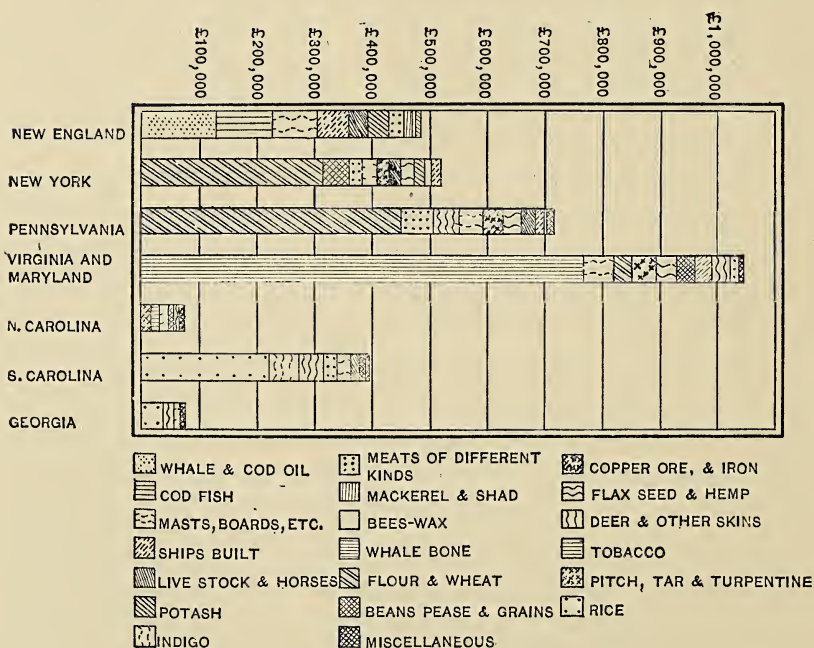 £100,000
£200,000
£300,000
£400,000
£500,000
£600,000
£700,000
£800,000
£900,000
£1,000,000
NEW ENGLAND
NEW YORK
PENNSYLVANIA
VIRGINIA AND
MARYLAND
N. CAROLINA
S. CAROLINA
GEORGIA
WHALE & COD OIL
COD FISH
MASTS, BOARDS, ETC.
SHIPS BUILT
LIVE STOCK & HORSES
POTASH
INDIGO
MEATS OF DIFFERENT
KINDS
MACKEREL & SHAD
BEES-WAX
WHALE BONE
FLOUR & WHEAT
BEANS PEASE & GRAINS
MISCELLANEOUS
COPPER ORE, & IRON
FLAX SEED & HEMP
DEER & OTHER SKINS
TOBACCO
PITCH, TAR & TURPENTINE
RICE